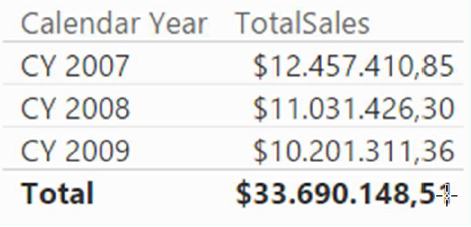 Calendar Year TotalSales
CY 2007 $12.457.410,85
CY 2008 $11.031.426,30
CY 2009 $10.201.311,36
Total $33.690.148,51